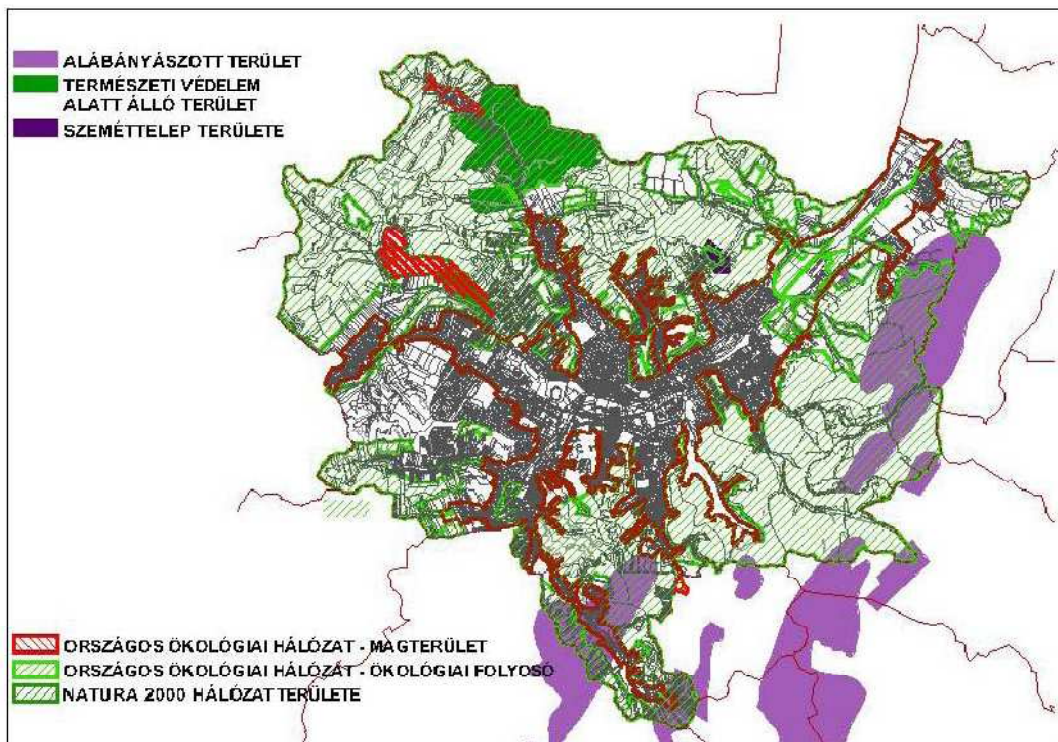 ALÁBÁNYÁSZOTT TERÜLET
TERMÉSZETI VÉDELEM
ALATT ÁLLÓ TERÜLET
SZEMÉTTELEP TERÜLETE
ORSZÁGOS ÖKOLÓGIAI HÁLÓZAT - MAGTERÜLET
ORSZÁGOS ÖKOLÓGIAI HÁLÓZAT - ÖKOLÓGIAI FOLYOSÓ
NATURA 2000 HÁLÓZAT TERÜLETE